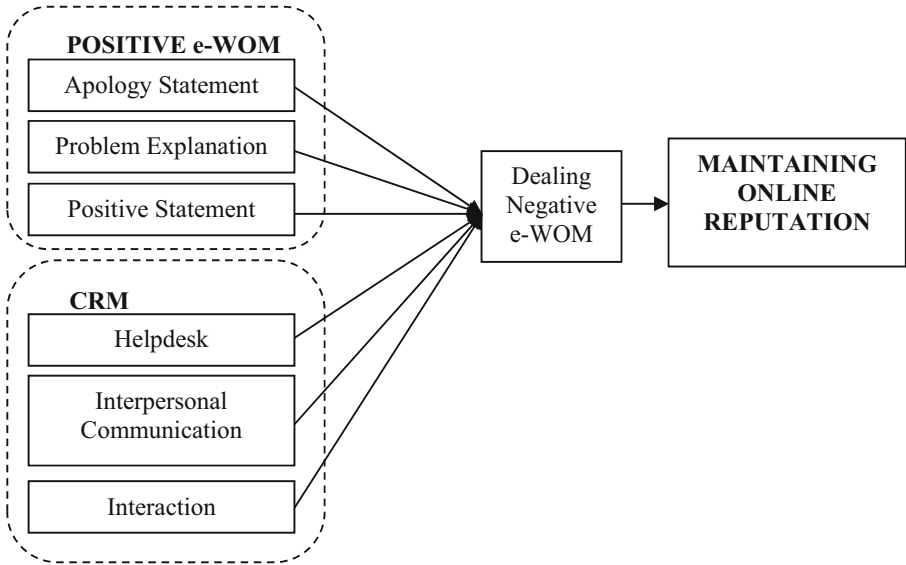 POSITIVE e-WOM
Apology Statement
Problem Explanation
Positive Statement
CRM
Helpdesk
Interpersonal
Communication
Interaction
Dealing
Negative
e-WOM
MAINTAINING
ONLINE
REPUTATION